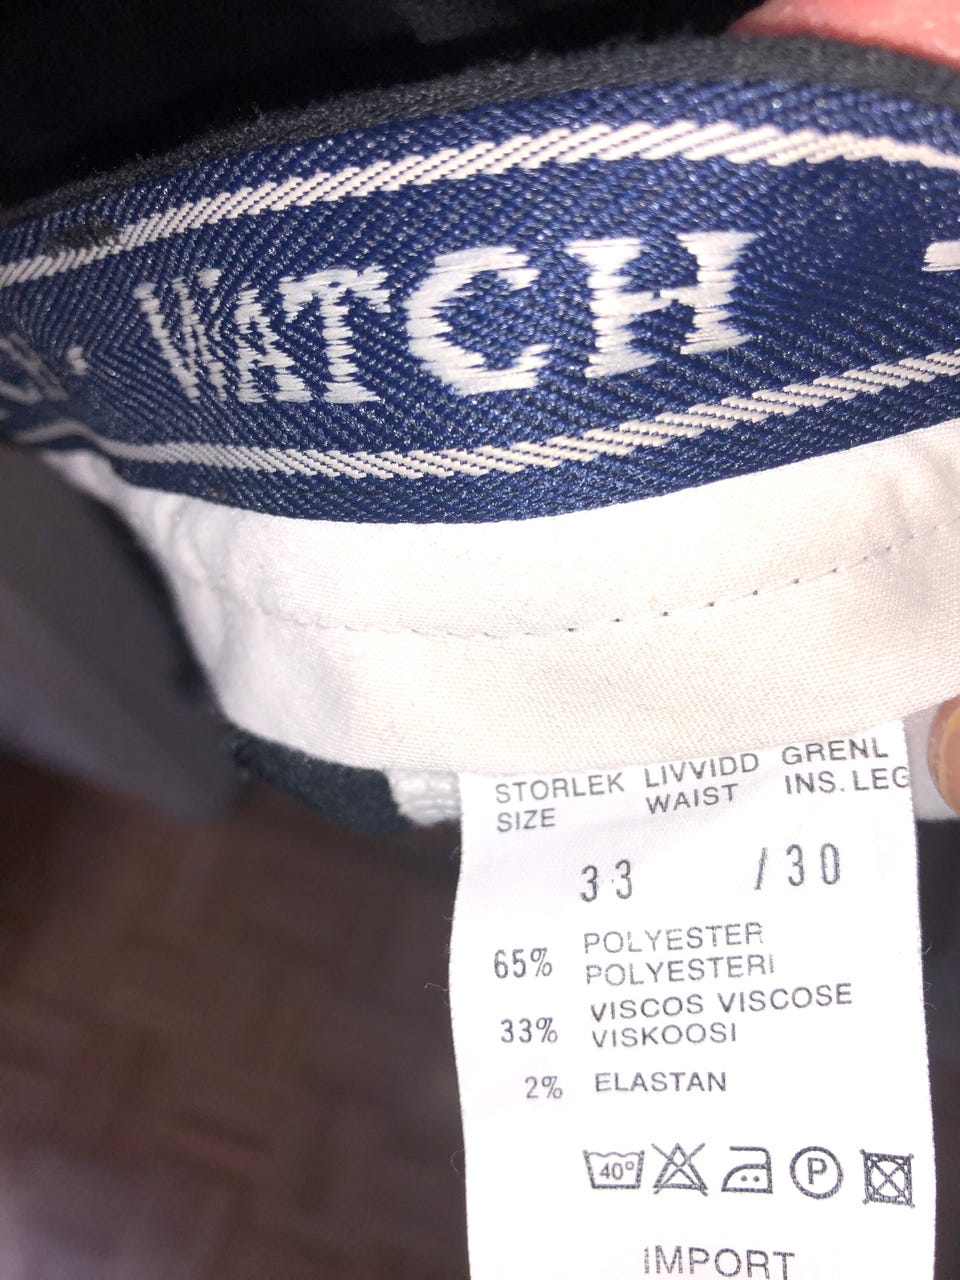 WATCH
STORLEK LIVVIDD GRENL
SIZE WAIST INS. LEG
33 / 30
65% POLYESTER
POLYESTERI
33% VISCOS VISCOSE
VISKOOSI
2% ELASTAN
40° P
IMPORT